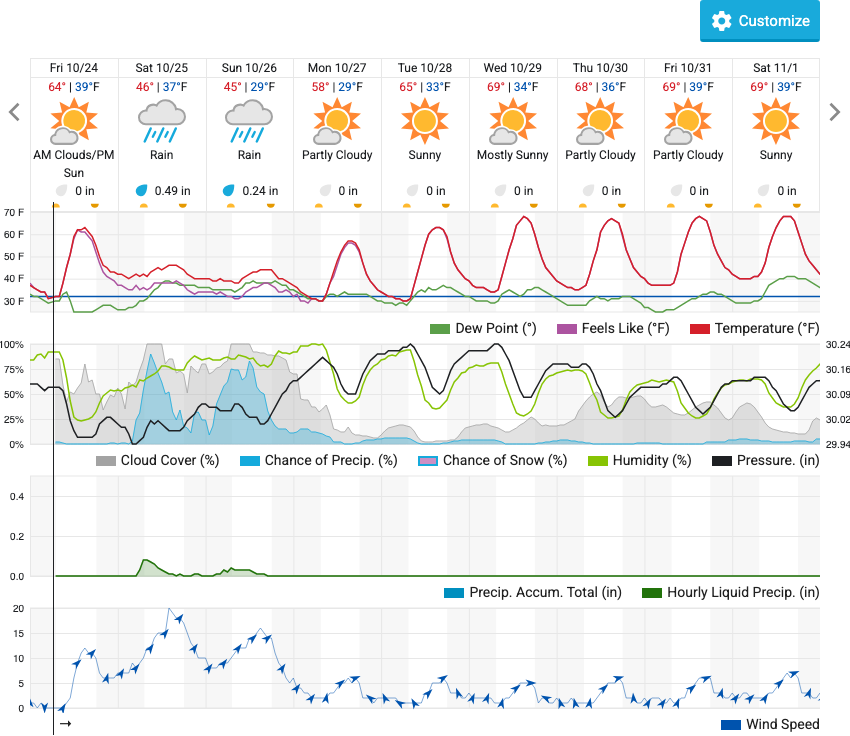 Customize
Fri 10/24 Sat 10/25 Sun 10/26 Mon 10/27 Tue 10/28 Wed 10/29 Thu 10/30 Fri 10/31 Sat 11/1
64° | 39°F 46° | 37°F 45° | 29°F 58° | 29°F 65° | 33°F 69° | 34°F 68° | 36°F 69° | 39°F 69° | 39°F
AM Clouds/PM Rain Rain Partly Cloudy Sunny Mostly Sunny Partly Cloudy Partly Cloudy Sunny
Sun
0 in 0.49 in 0.24 in 0 in 0 in 0 in 0 in 0 in 0 in
70 F
60 F
50 F
40 F
30 F
Dew Point (°) Feels Like (°F) Temperature (°F)
100% 30.24
75% 30.16
50% 30.09
25% 30.02
0% 29.94
Cloud Cover (%) Chance of Precip. (%) Chance of Snow (%) Humidity (%) Pressure. (in)
0.4
0.2
0.0
Precip. Accum. Total (in) Hourly Liquid Precip. (in)
20
15
10
5
0
Wind Speed